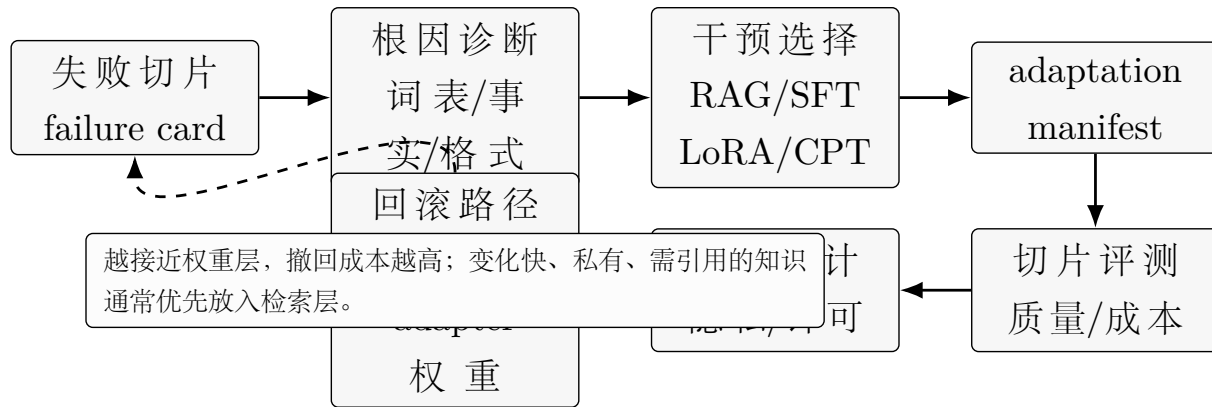 失败切片
failure card
根因诊断
词表/事
实/格式
干预选择
RAG/SFT
LoRA/CPT
adaptation
manifest
切片评测
质量/成本
计
可
回滚路径
adapter
权重
越接近权重层，撤回成本越高；变化快、私有、需引用的知识
通常优先放入检索层。